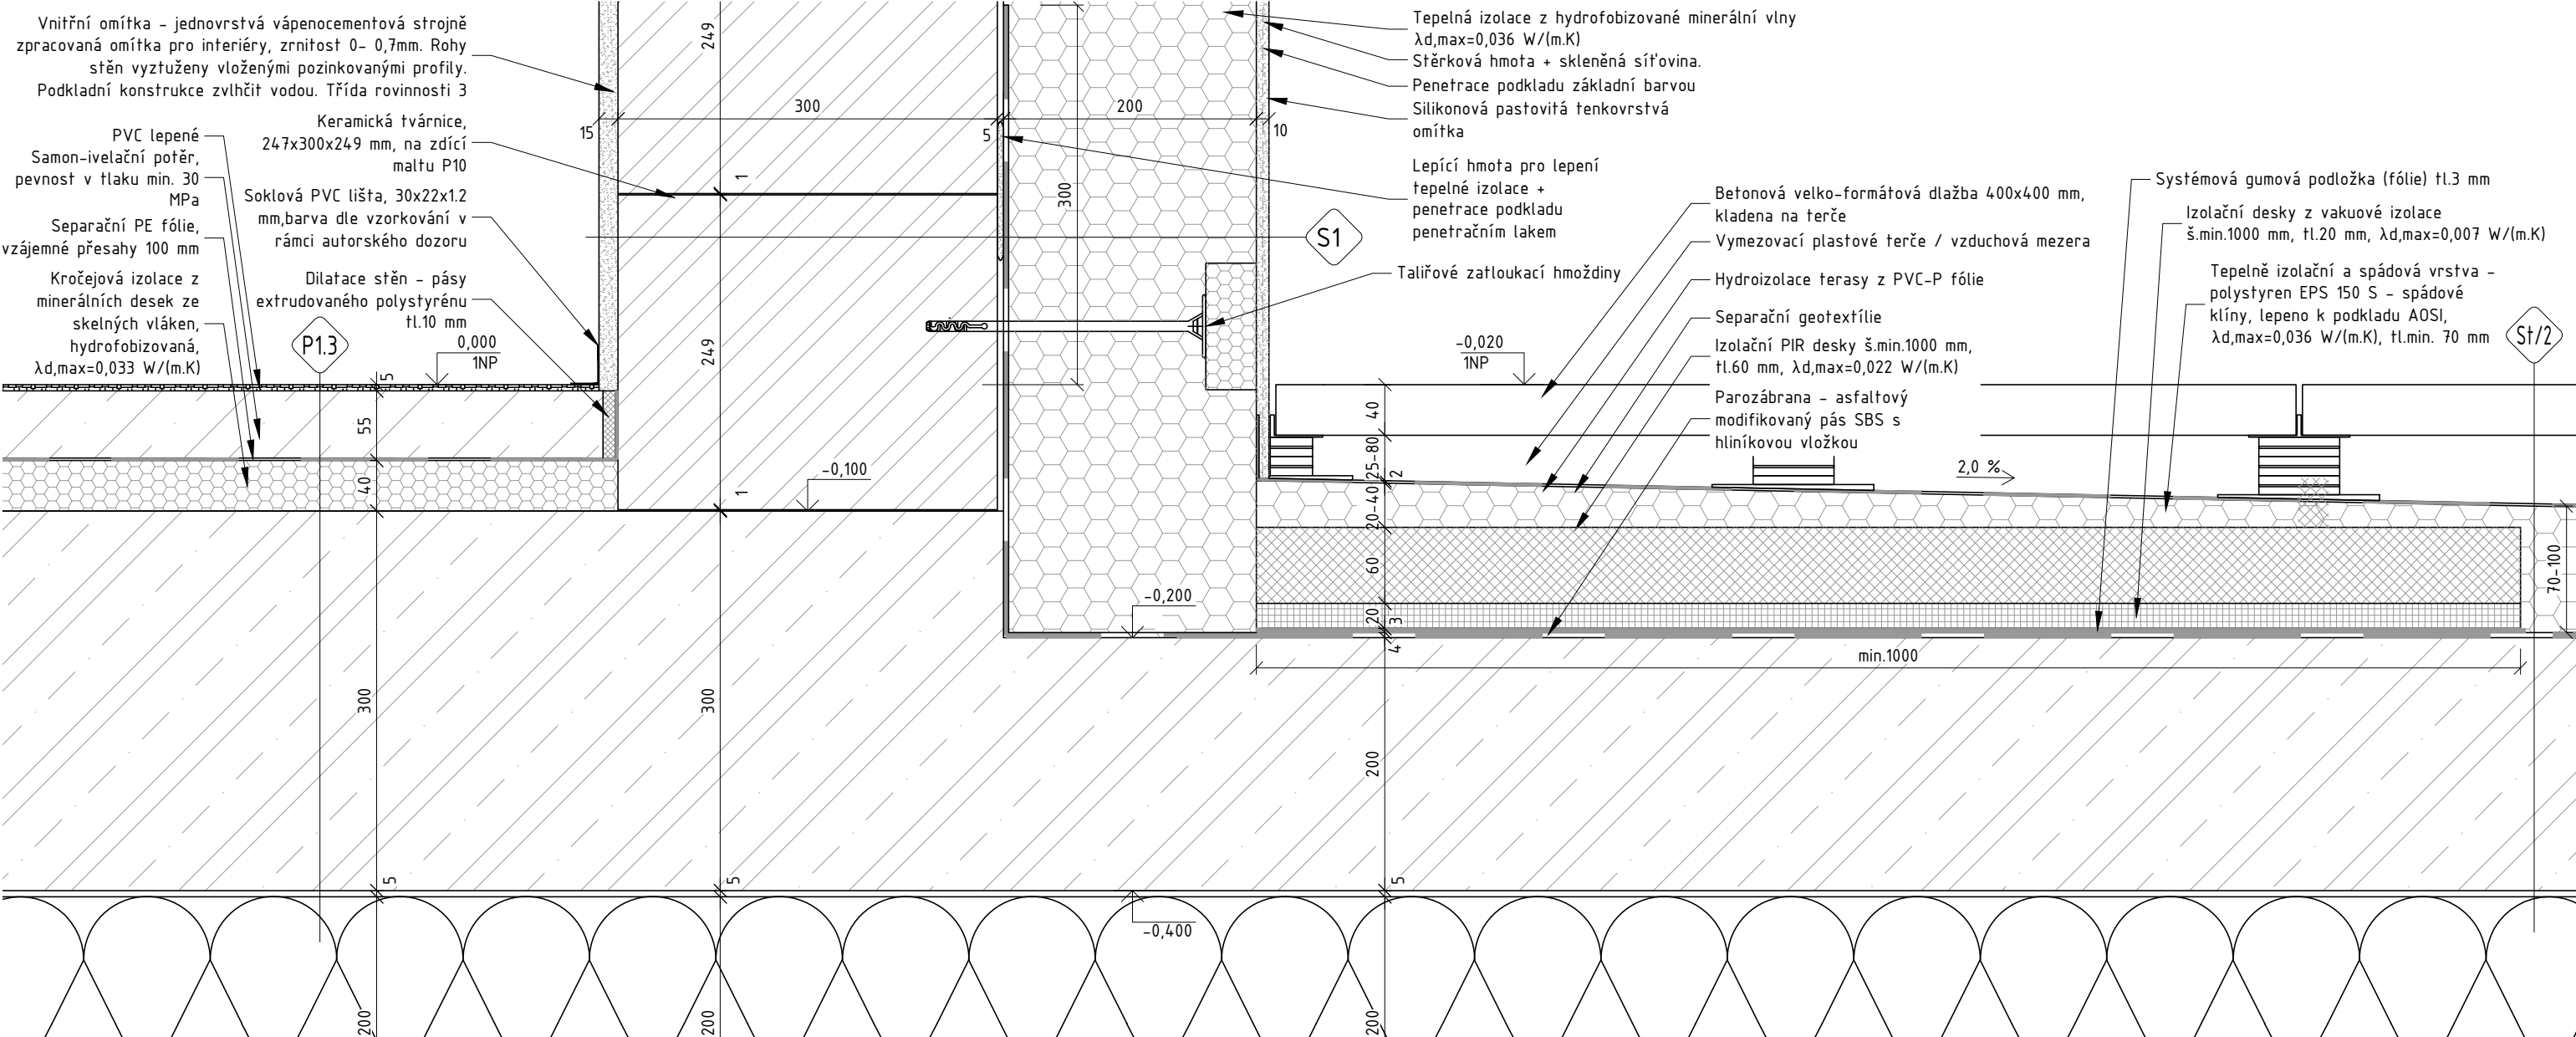 Vnitřní omítka – jednovrstvá vápenocementová strojně
zpracovaná omítka pro interiéry, zrnitost 0– 0,7mm. Rohy
stěn vyztuženy vloženými pozinkovanými profily.
Podkladní konstrukce zvlhčit vodou. Třída rovinnosti 3
PVC lepené
Samon-ivelační potěr,
pevnost v tlaku min. 30
MPa
Separační PE fólie,
vzájemné přesahy 100 mm
Kročejová izolace z
minerálních desek ze
skelných vláken,
hydrofobizovaná,
λd,max=0,033 W/(m.K)
Keramická tvárnice,
247x300x249 mm, na zdící
maltu P10
Soklová PVC lišta, 30x22x1.2
mm,barva dle vzorkování v
rámci autorského dozoru
Dilatace stěn – pásy
extrudovaného polystyrénu
tl.10 mm
P1.3
0,000
1NP
5
55
40
300
5
200
249
1
249
1
300
5
200
15
300
5
200
10
300
-0,100
-0,200
-0,400
Tepelná izolace z hydrofobizované minerální vlny
λd,max=0,036 W/(m.K)
Stěrková hmota + skleněná síťovina.
Penetrace podkladu základní barvou
Silikonová pastovitá tenkovrstvá
omítka
Lepící hmota pro lepení
tepelné izolace +
penetrace podkladu
penetračním lakem
S1
Talířové zatloukací hmoždiny
-0,020
1NP
Betonová velko-formátová dlažba 400x400 mm,
kladena na terče
Vymezovací plastové terče / vzduchová mezera
Hydroizolace terasy z PVC-P fólie
Separační geotextílie
Izolační PIR desky š.min.1000 mm,
tl.60 mm, λd,max=0,022 W/(m.K)
Parozábrana – asfaltový
modifikovaný pás SBS s
hliníkovou vložkou
Systémová gumová podložka (fólie) tl.3 mm
Izolační desky z vakuové izolace
š.min.1000 mm, tl.20 mm, λd,max=0,007 W/(m.K)
Tepelně izolační a spádová vrstva –
polystyren EPS 150 S – spádové
klíny, lepeno k podkladu AOSI,
λd,max=0,036 W/(m.K), tl.min. 70 mm
St/2
2,0 %
40
25-80
2
20-40
60
20
3
4
200
5
200
min.1000
70-100